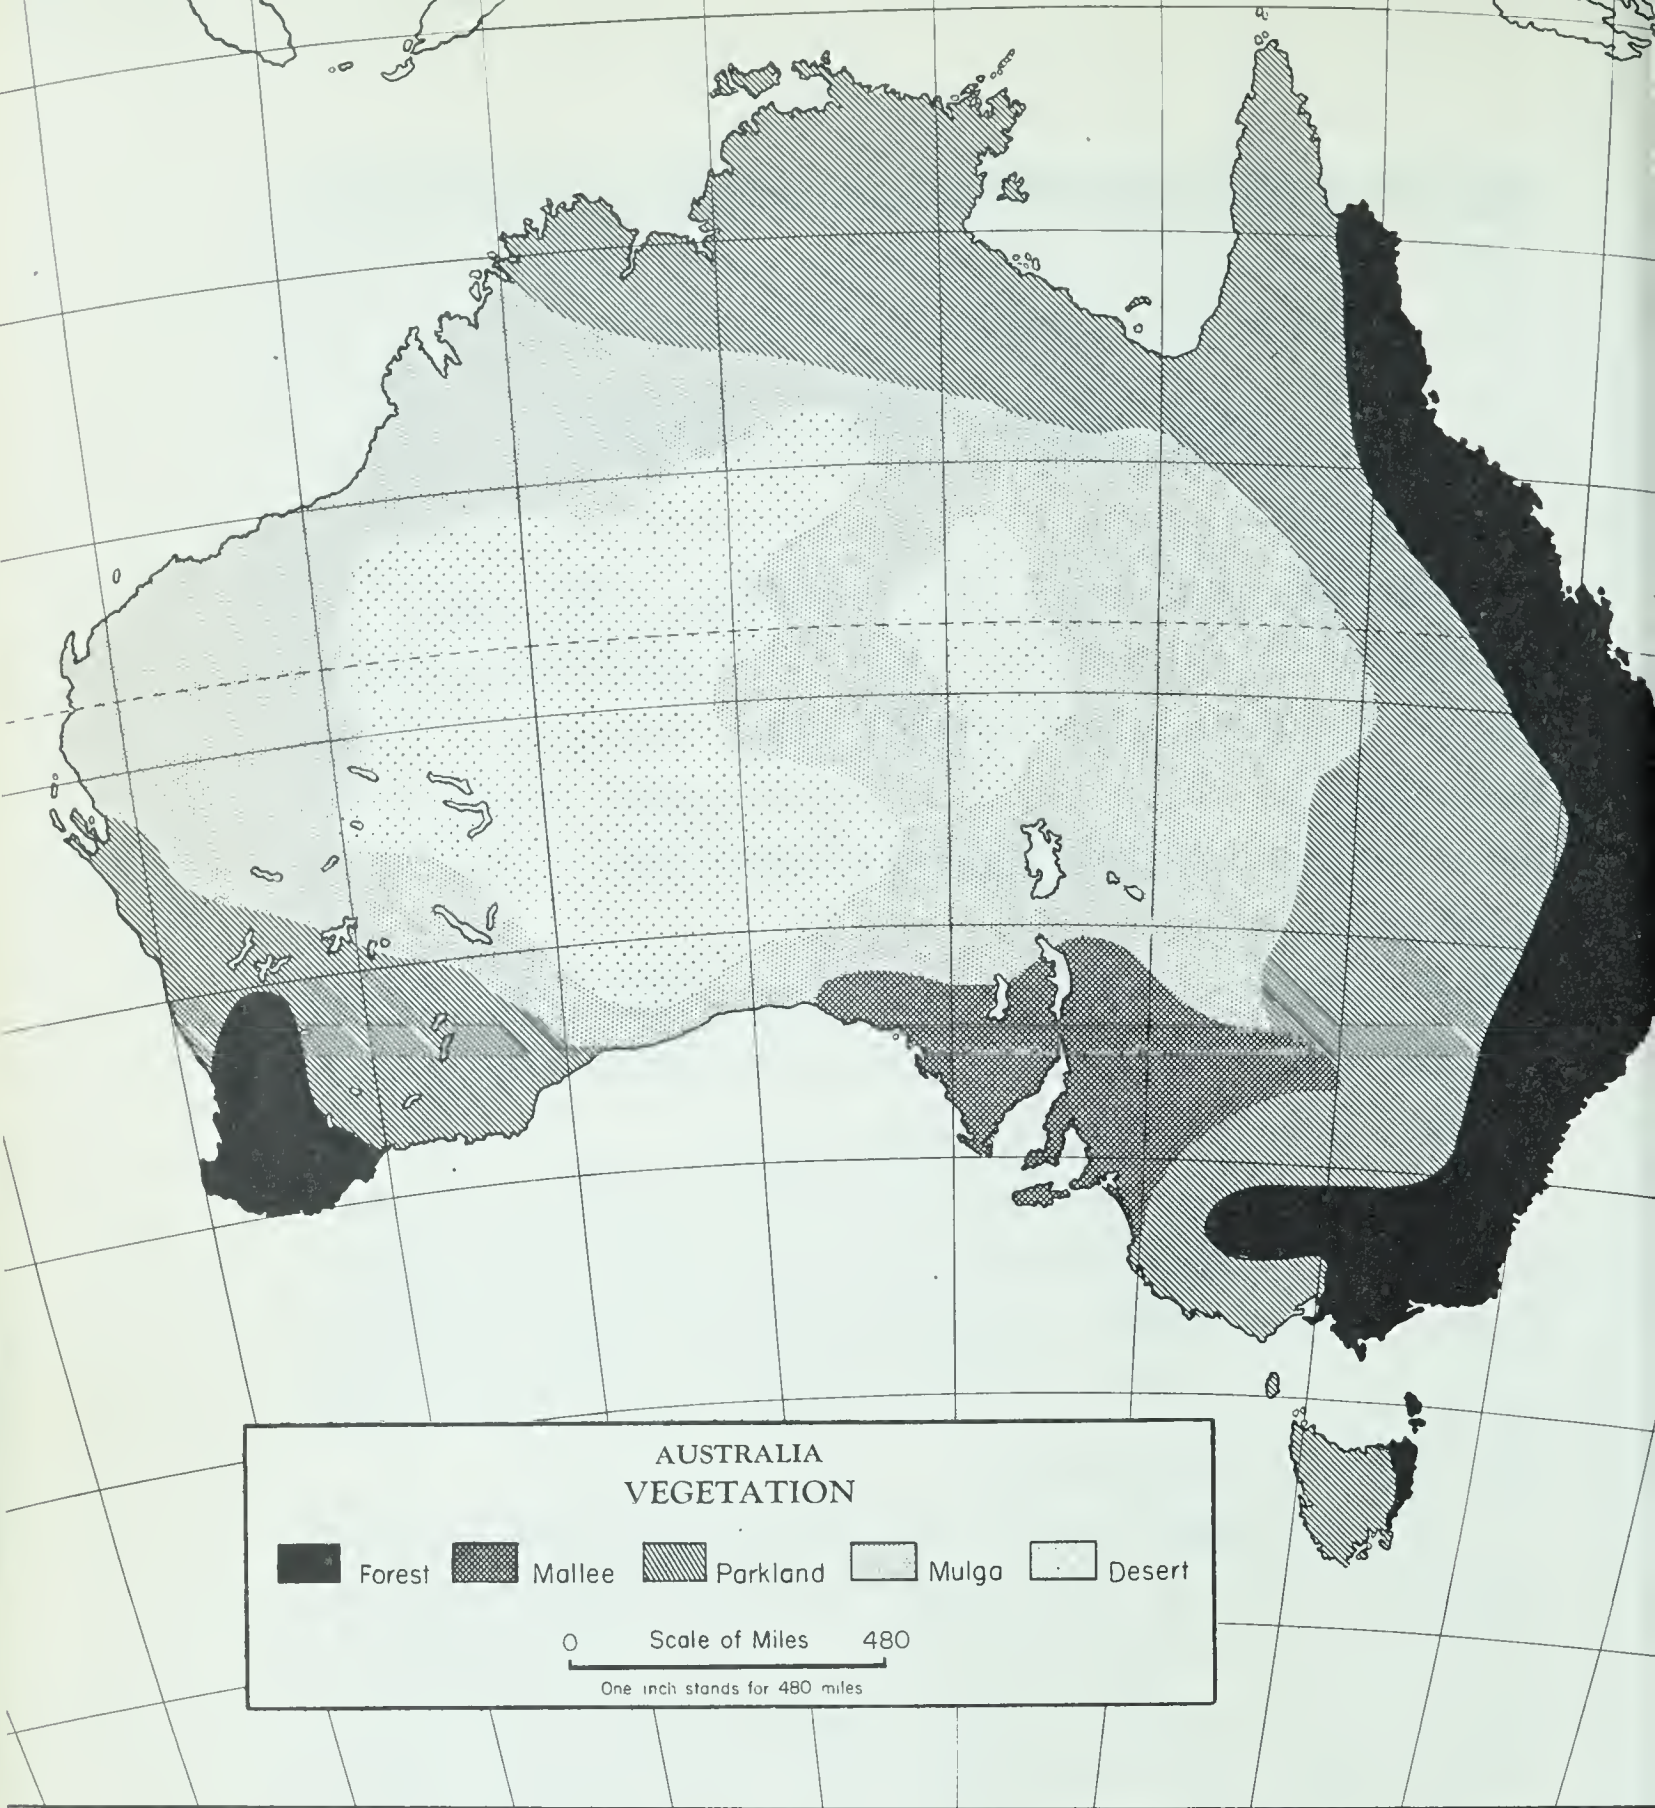 AUSTRALIA
VEGETATION
Forest Mallee Parkland Mulga Desert
0 Scale of Miles 480
One inch stands for 480 miles